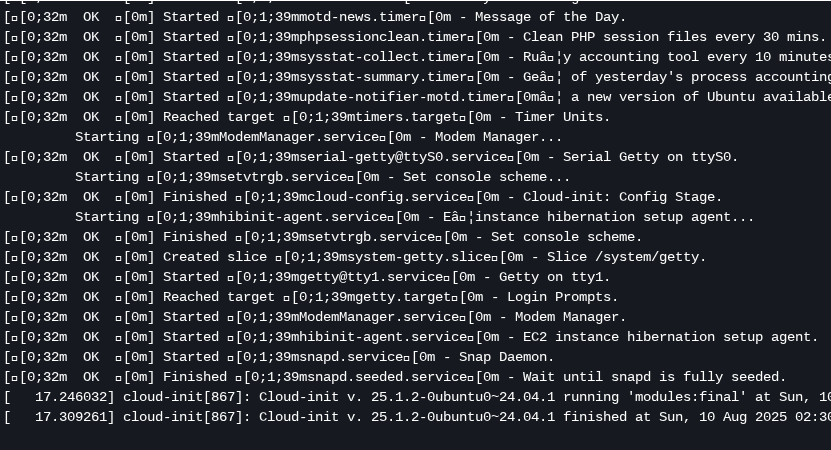 [□[0;32m  OK  □[0m] Started □[0;1;39mmotd-news.timer□[0m - Message of the Day.
[□[0;32m  OK  □[0m] Started □[0;1;39mphpsessionclean.timer□[0m - Clean PHP session files every 30 mins.
[□[0;32m  OK  □[0m] Started □[0;1;39msysstat-collect.timer□[0m - Ruâ□¦y accounting tool every 10 minutes
[□[0;32m  OK  □[0m] Started □[0;1;39msysstat-summary.timer□[0m - Geâ□¦ of yesterday's process accounting
[□[0;32m  OK  □[0m] Started □[0;1;39mupdate-notifier-motd.timer□[0mâ□¦ a new version of Ubuntu available
[□[0;32m  OK  □[0m] Reached target □[0;1;39mtimers.target□[0m - Timer Units.
         Starting □[0;1;39mModemManager.service□[0m - Modem Manager...
[□[0;32m  OK  □[0m] Started □[0;1;39mserial-getty@ttyS0.service□[0m - Serial Getty on ttyS0.
         Starting □[0;1;39msetvtrgb.service□[0m - Set console scheme...
[□[0;32m  OK  □[0m] Finished □[0;1;39mcloud-config.service□[0m - Cloud-init: Config Stage.
         Starting □[0;1;39mhibinit-agent.service□[0m - Eâ□¦instance hibernation setup agent...
[□[0;32m  OK  □[0m] Finished □[0;1;39msetvtrgb.service□[0m - Set console scheme.
[□[0;32m  OK  □[0m] Created slice □[0;1;39msystem-getty.slice□[0m - Slice /system/getty.
[□[0;32m  OK  □[0m] Started □[0;1;39mgetty@tty1.service□[0m - Getty on tty1.
[□[0;32m  OK  □[0m] Reached target □[0;1;39mgetty.target□[0m - Login Prompts.
[□[0;32m  OK  □[0m] Started □[0;1;39mModemManager.service□[0m - Modem Manager.
[□[0;32m  OK  □[0m] Started □[0;1;39mhibinit-agent.service□[0m - EC2 instance hibernation setup agent.
[□[0;32m  OK  □[0m] Started □[0;1;39msnapd.service□[0m - Snap Daemon.
[□[0;32m  OK  □[0m] Finished □[0;1;39msnapd.seeded.service□[0m - Wait until snapd is fully seeded.
[   17.246032] cloud-init[867]: Cloud-init v. 25.1.2-0ubuntu0~24.04.1 running 'modules:final' at Sun, 10
[   17.309261] cloud-init[867]: Cloud-init v. 25.1.2-0ubuntu0~24.04.1 finished at Sun, 10 Aug 2025 02:30